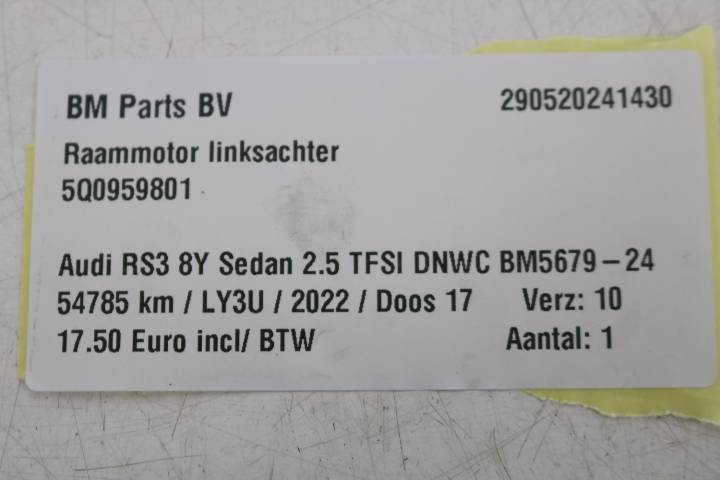 BM Parts BV 290520241430
Raammotor linksachter
5Q0959801
Audi RS3 8Y Sedan 2.5 TFSI DNWC BM5679-24
54785 km / LY3U / 2022 / Doos 17 Verz: 10
17.50 Euro incl/ BTW Aantal: 1